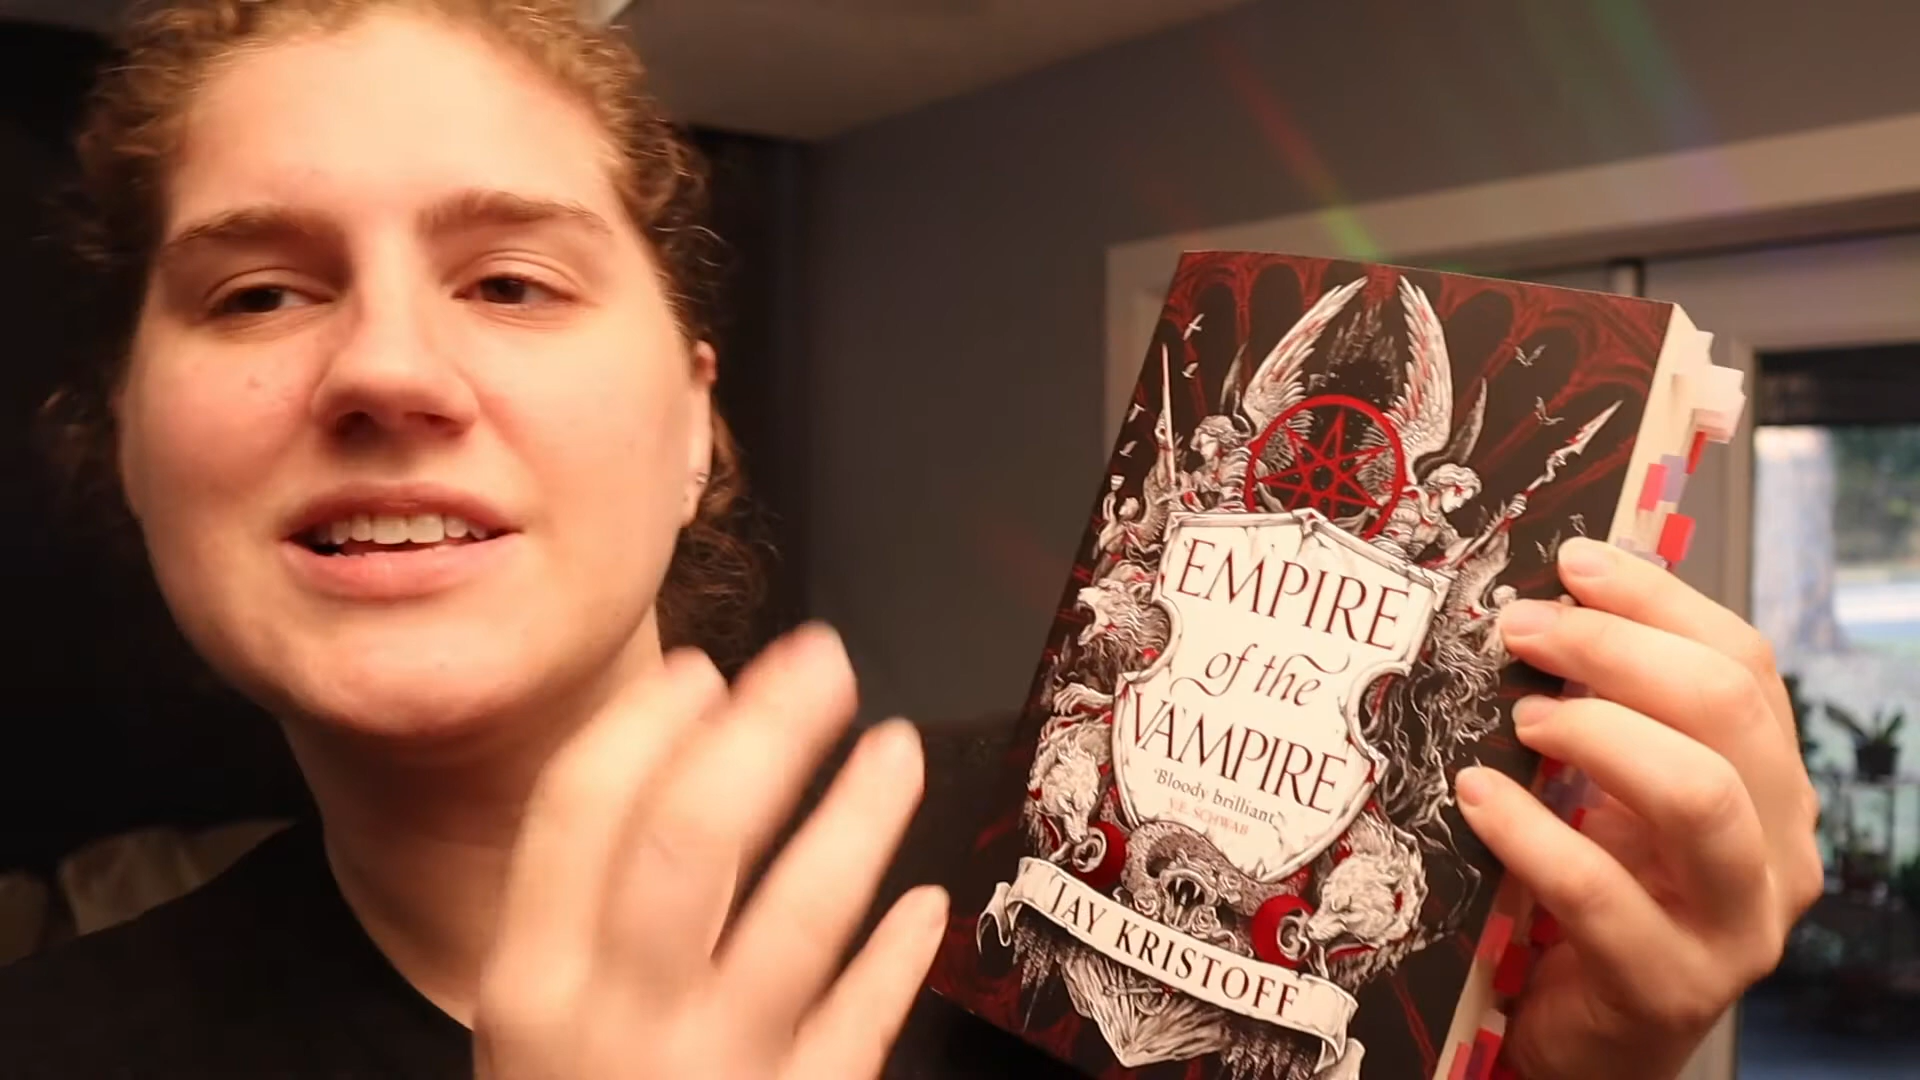 EMPIRE
of the
VAMPIRE
'Bloody brilliant'
V.E. SCHWAB
JAY KRISTOFF